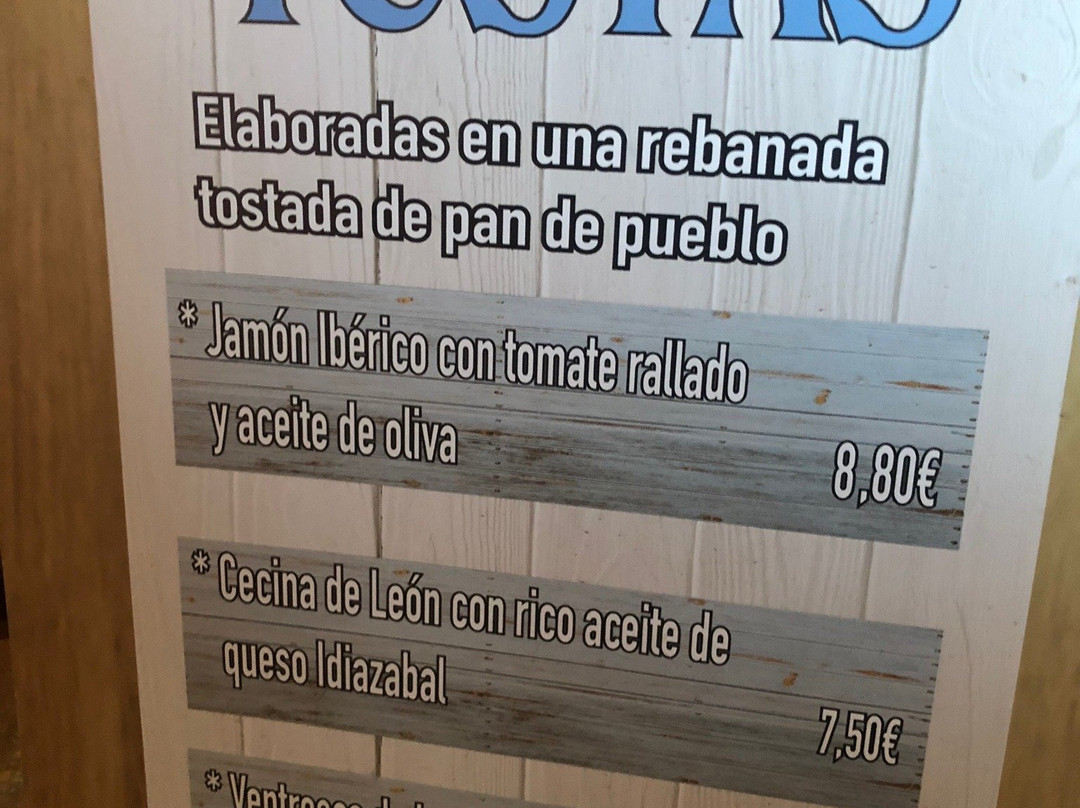 TOSTAS
Elaboradas en una rebanada
tostada de pan de pueblo
* Jamón Ibérico con tomate rallado
y aceite de oliva
8,80€
* Cecina de León con rico aceite de
queso Idiazabal
7,50€
*